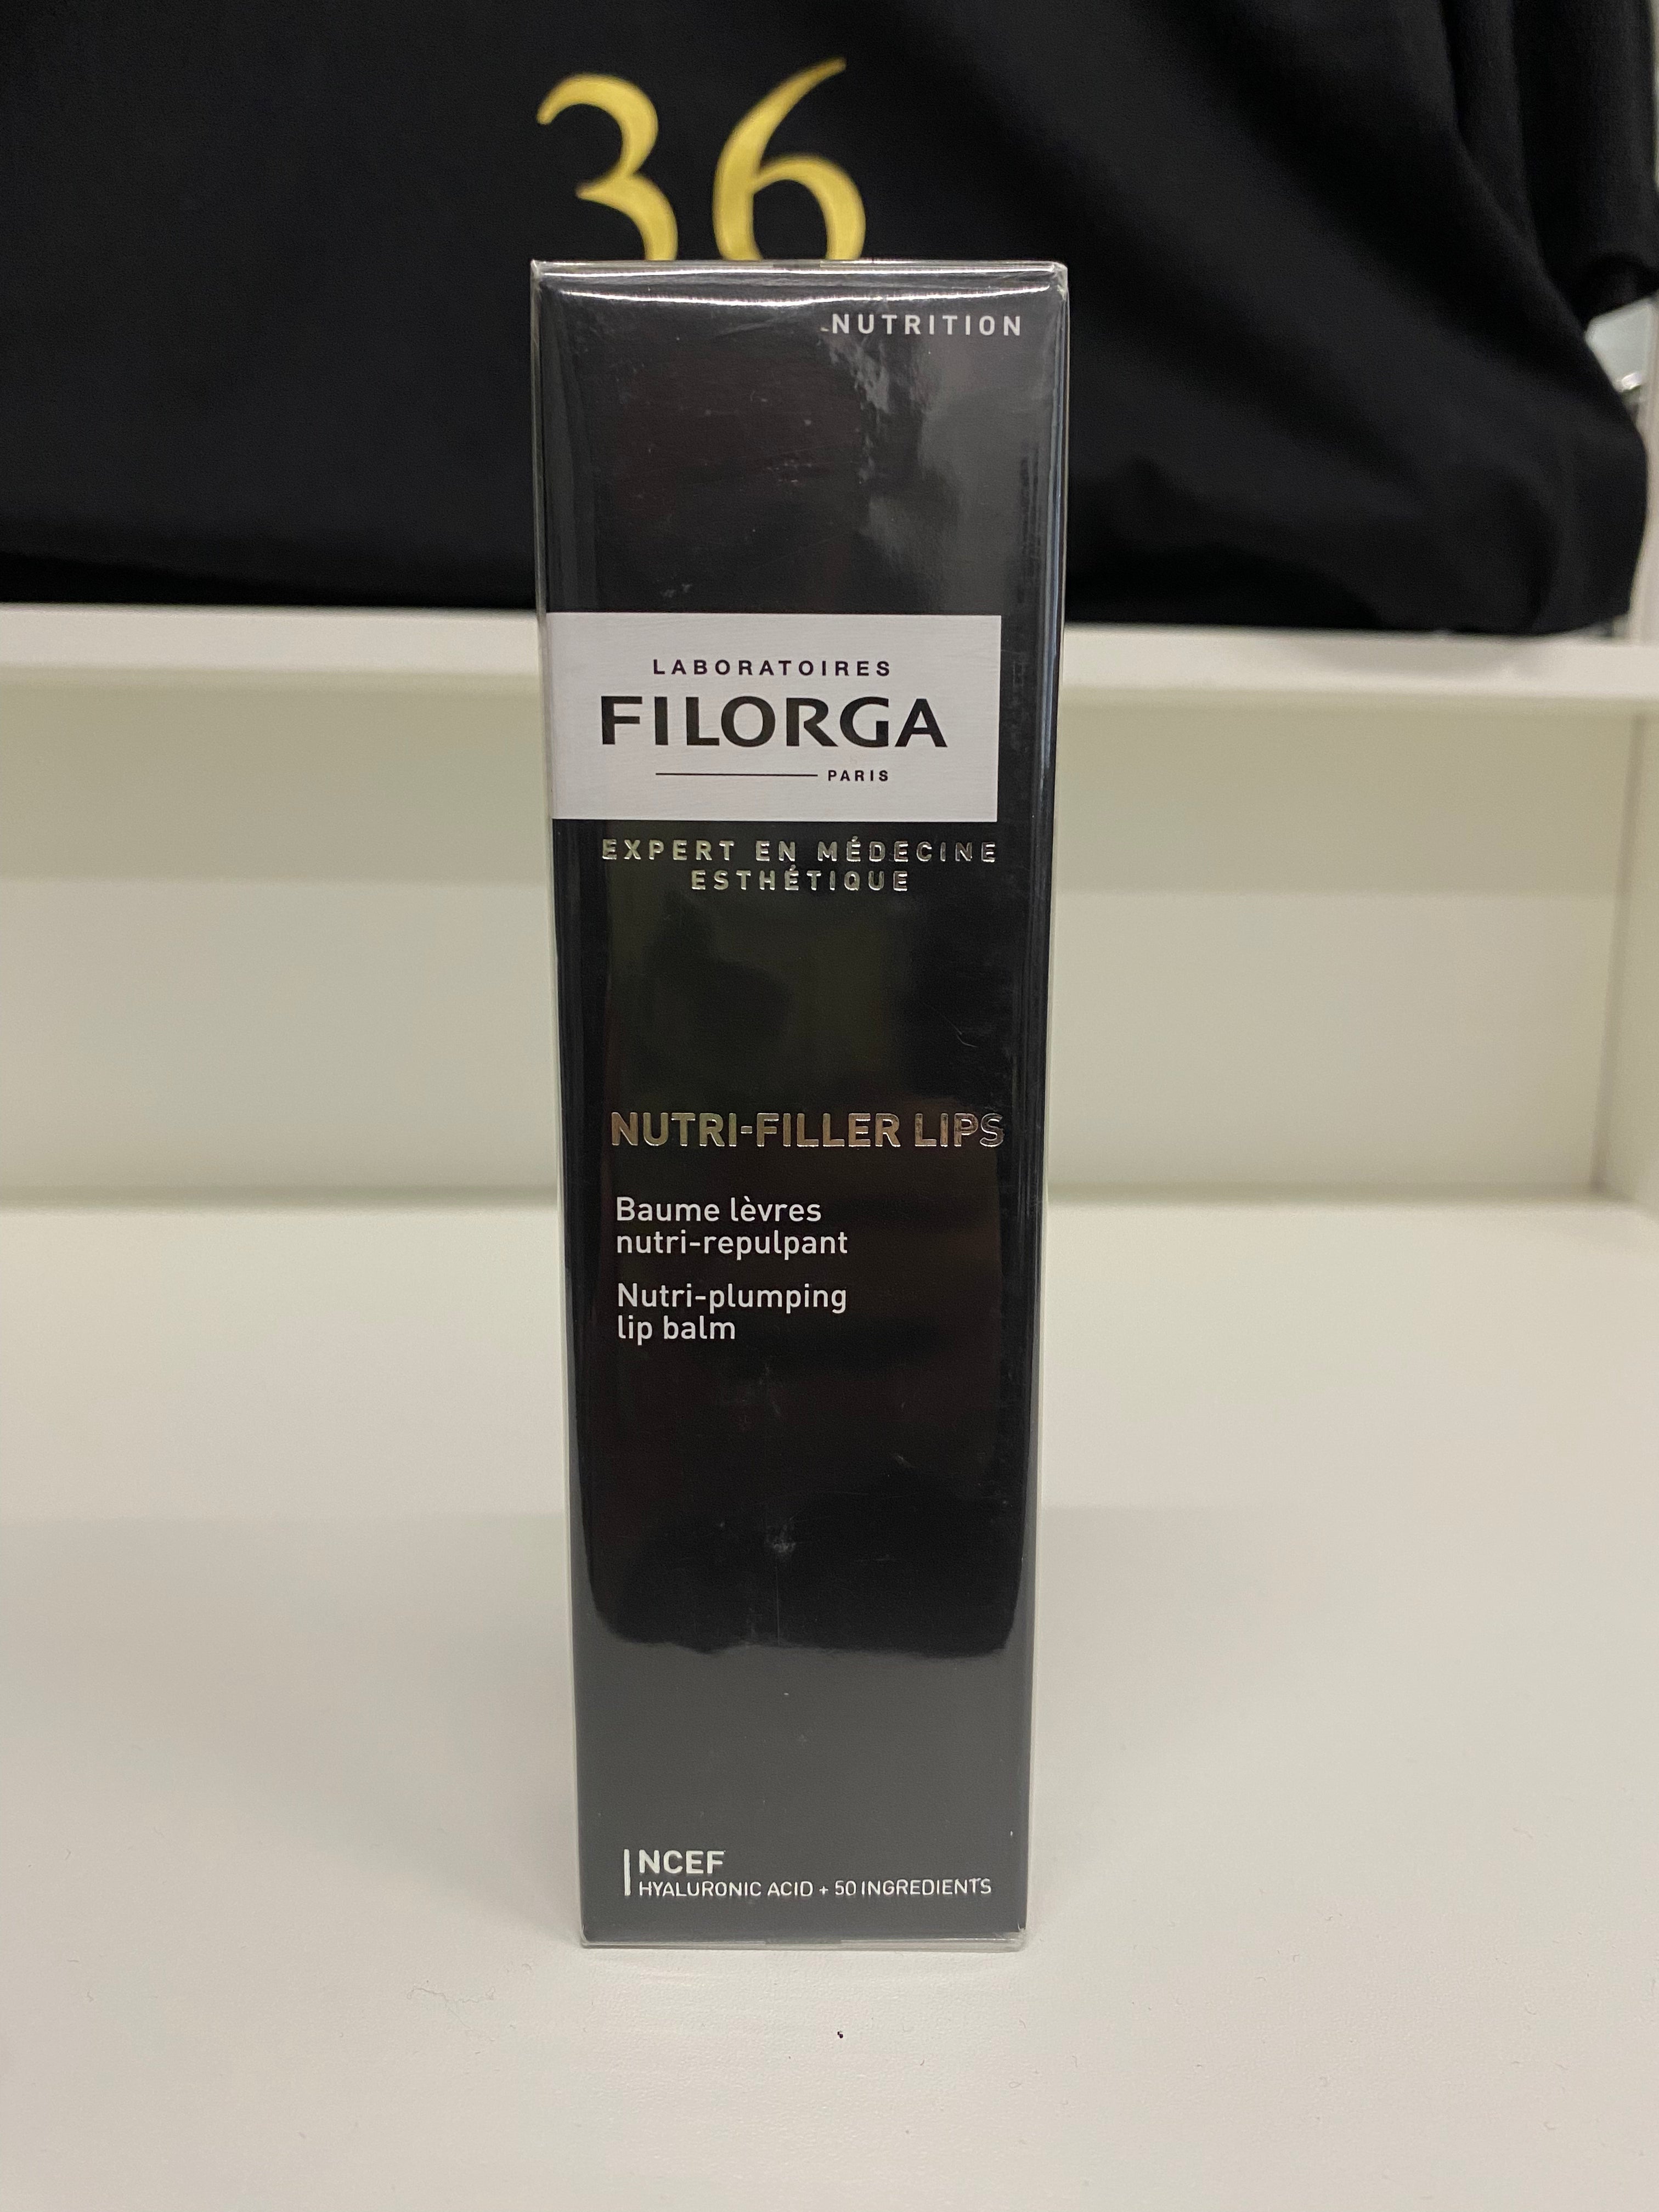 36
NUTRITION
LABORATOIRES
FILORGA
PARIS
EXPERT EN MÉDECINE
ESTHÉTIQUE
NUTRI-FILLER LIPS
Baume lèvres
nutri-repulpant
Nutri-plumping
lip balm
NCEF
HYALURONIC ACID + 50 INGREDIENTS